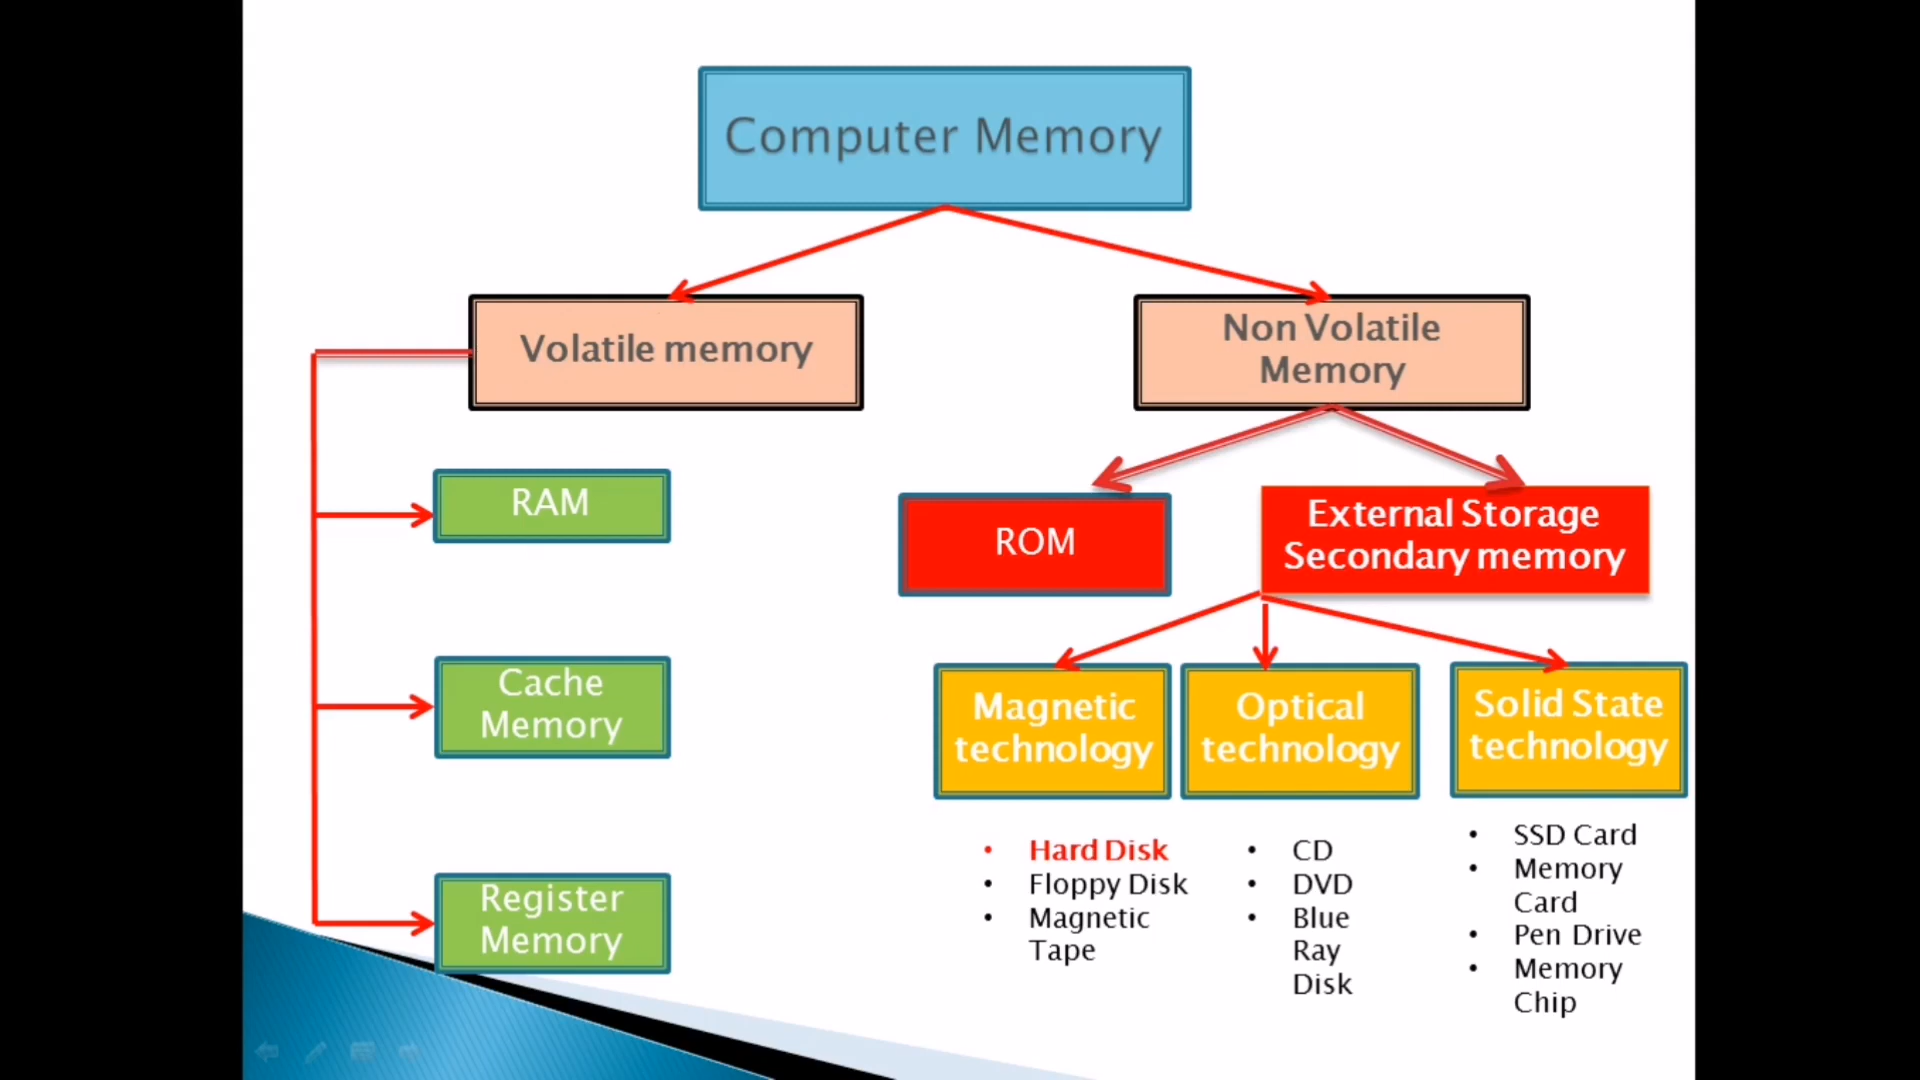 Computer Memory
Volatile memory
Non Volatile
Memory
RAM
ROM
External Storage
Secondary memory
Cache
Memory
Magnetic
technology
Optical
technology
Solid State
technology
Register
Memory
• Hard Disk
• Floppy Disk
• Magnetic
Tape
• CD
• DVD
• Blue
Ray
Disk
• SSD Card
• Memory
Card
• Pen Drive
• Memory
Chip